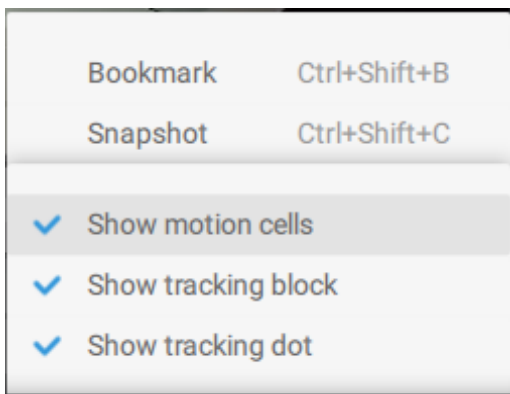 Bookmark Ctrl+Shift+B
Snapshot Ctrl+Shift+C
Show motion cells
Show tracking block
Show tracking dot